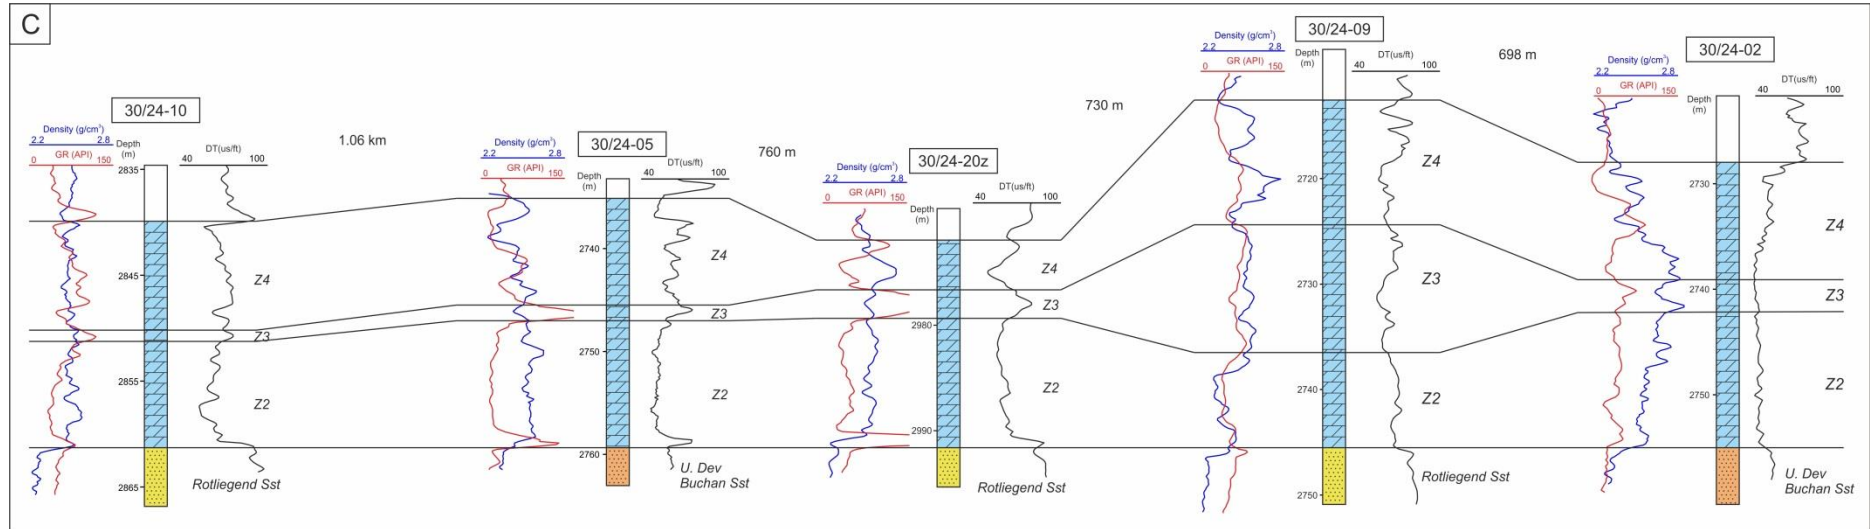 C
30/24-10
Density (g/cm³)
2.2 2.8
GR (API)
0 150
Depth
(m)
DT(us/ft)
40 100
2835
2845
2855
2865
Z4
Z3
Z2
Rotliegend Sst
1.06 km
30/24-05
Density (g/cm³)
2.2 2.8
GR (API)
0 150
Depth
(m)
DT(us/ft)
40 100
2740
2750
2760
Z4
Z3
Z2
U. Dev
Buchan Sst
760 m
30/24-20z
Density (g/cm³)
2.2 2.8
GR (API)
0 150
Depth
(m)
DT(us/ft)
40 100
2980
2990
Z4
Z3
Z2
Rotliegend Sst
730 m
30/24-09
Density (g/cm³)
2.2 2.8
GR (API)
0 150
Depth
(m)
DT(us/ft)
40 100
2720
2730
2740
2750
Z4
Z3
Z2
Rotliegend Sst
698 m
30/24-02
Density (g/cm³)
2.2 2.8
GR (API)
0 150
Depth
(m)
DT(us/ft)
40 100
2730
2740
2750
Z4
Z3
Z2
U. Dev
Buchan Sst